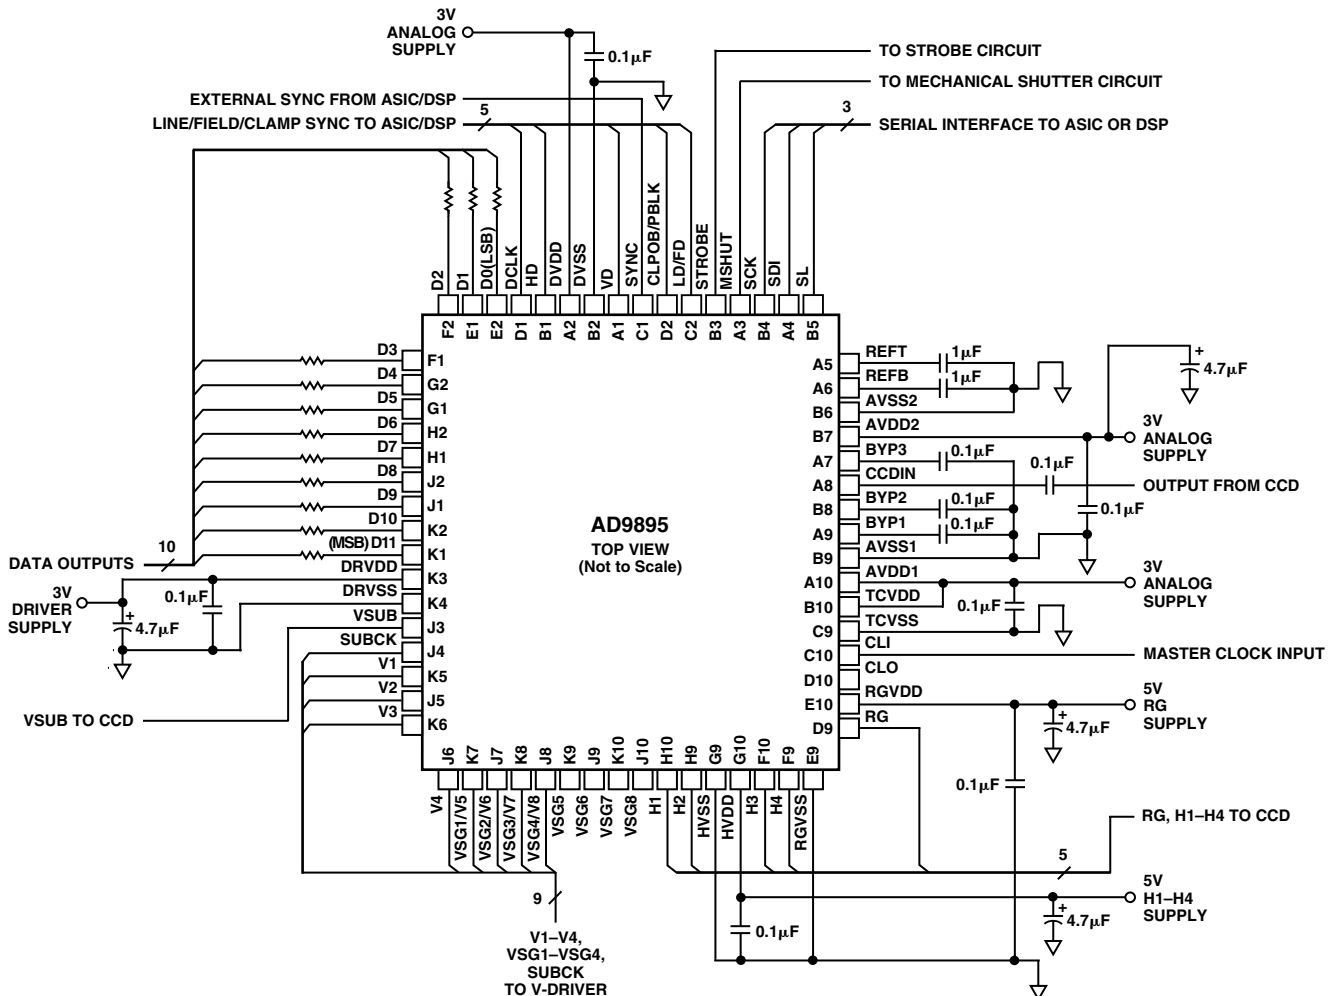 3V
ANALOG
SUPPLY
0.1µF
TO STROBE CIRCUIT
TO MECHANICAL SHUTTER CIRCUIT
EXTERNAL SYNC FROM ASIC/DSP
LINE/FIELD/CLAMP SYNC TO ASIC/DSP
5
3
SERIAL INTERFACE TO ASIC OR DSP
D2
D1
D0(LSB)
DCLK
HD
DVDD
DVSS
VD
SYNC
CLPOB/PBLK
LD/FD
STROBE
MSHUT
SCK
SDI
SL
F2
E1
E2
D1
B1
A2
B2
A1
C1
D2
C2
B3
A3
B4
A4
B5
D3
F1
D4
G2
D5
G1
D6
H2
D7
H1
D8
J2
D9
J1
D10
K2
(MSB) D11
K1
DRVDD
K3
DRVSS
K4
VSUB
J3
SUBCK
J4
V1
K5
V2
J5
V3
K6
DATA OUTPUTS
10
3V
DRIVER
SUPPLY
0.1µF
+
4.7µF
VSUB TO CCD
AD9895
TOP VIEW
(Not to Scale)
A5
REFT
1µF
A6
REFB
1µF
B6
AVSS2
B7
AVDD2
A7
BYP3
0.1µF
A8
CCDIN
0.1µF
B8
BYP2
0.1µF
A9
BYP1
0.1µF
B9
AVSS1
A10
AVDD1
B10
TCVDD
0.1µF
C9
TCVSS
C10
CLI
D10
CLO
E10
RGVDD
D9
RG
+
4.7µF
3V
ANALOG
SUPPLY
OUTPUT FROM CCD
0.1µF
3V
ANALOG
SUPPLY
MASTER CLOCK INPUT
5V
RG
SUPPLY
+
4.7µF
0.1µF
J6
K7
J7
K8
J8
K9
J9
K10
J10
H10
H9
G9
G10
F10
F9
E9
V4
VSG1/V5
VSG2/V6
VSG3/V7
VSG4/V8
VSG5
VSG6
VSG7
VSG8
H1
H2
HVSS
HVDD
H3
H4
RGVSS
RG, H1–H4 TO CCD
5
5V
H1–H4
SUPPLY
+
4.7µF
0.1µF
9
V1–V4,
VSG1–VSG4,
SUBCK
TO V-DRIVER